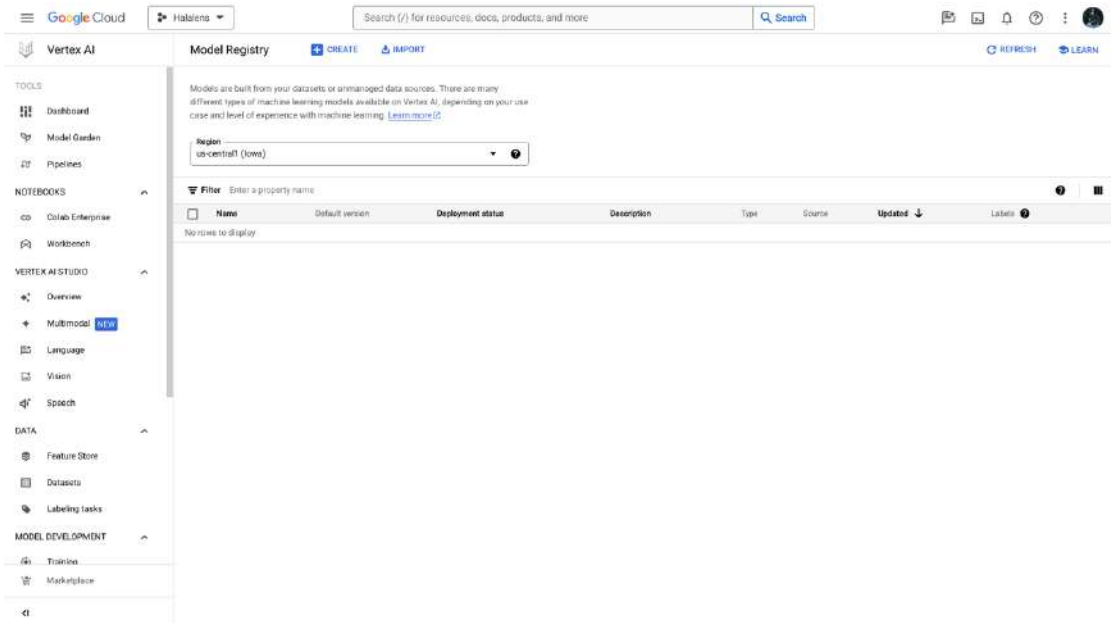 Google Cloud
Halalens
Search (/) for resources, docs, products, and more
Search
Vertex AI
Model Registry
CREATE
IMPORT
REFRESH
LEARN
TOOLS
Dashboard
Model Garden
Pipelines
NOTEBOOKS
Colab Enterprise
Workbench
VERTEX AI STUDIO
Overview
Multimodal NEW
Language
Vision
Speech
DATA
Feature Store
Datasets
Labeling tasks
MODEL DEVELOPMENT
Training
Marketplace
Models are built from your datasets or unmanaged data sources. There are many
different types of machine learning models available on Vertex AI, depending on your use
case and level of experience with machine learning. Learn more
Region
us-central1 (Iowa)
Filter Enter a property name
Name Default version Deployment status Description Type Source Updated Labels
No rows to display